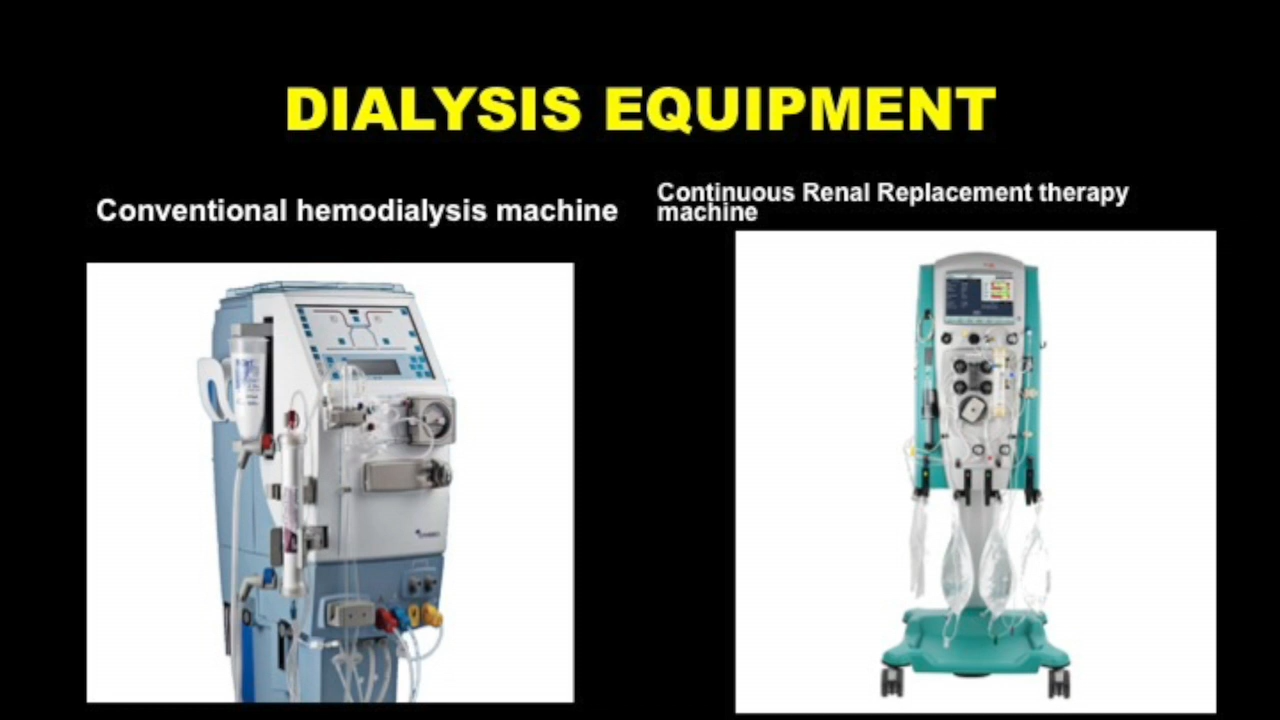 DIALYSIS EQUIPMENT
Conventional hemodialysis machine
Continuous Renal Replacement therapy
machine